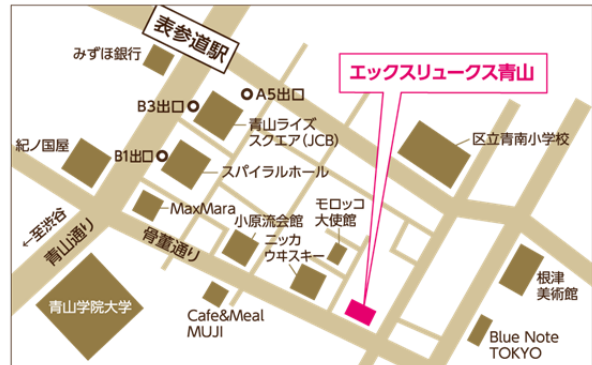 表参道駅
みずほ銀行
エックスリュークス青山
A5出口
B3出口
青山ライズ
スクエア(JCB)
区立青南小学校
紀ノ国屋
B1出口
スパイラルホール
MaxMara
小原流会館
モロッコ
大使館
←至渋谷
青山通り
骨董通り
ニッカ
ウヰスキー
根津
美術館
青山学院大学
Cafe&Meal
MUJI
Blue Note
TOKYO